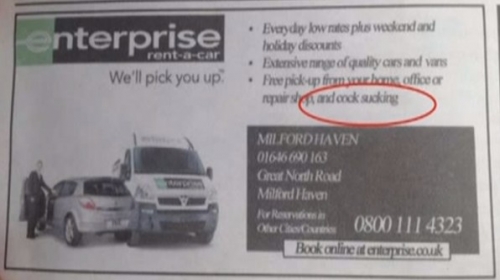 enterprise
rent-a-car
We'll pick you up.™
• Everyday low rates plus weekend and
holiday discounts
• Extensive range of quality cars and vans
• Free pick-up from your home, office or
repair shop, and cock sucking
MILFORD HAVEN
01646 690 163
Great North Road
Milford Haven
For Reservations in
Other Cities/Countries 0800 111 4323
Book online at enterprise.co.uk
enterprise